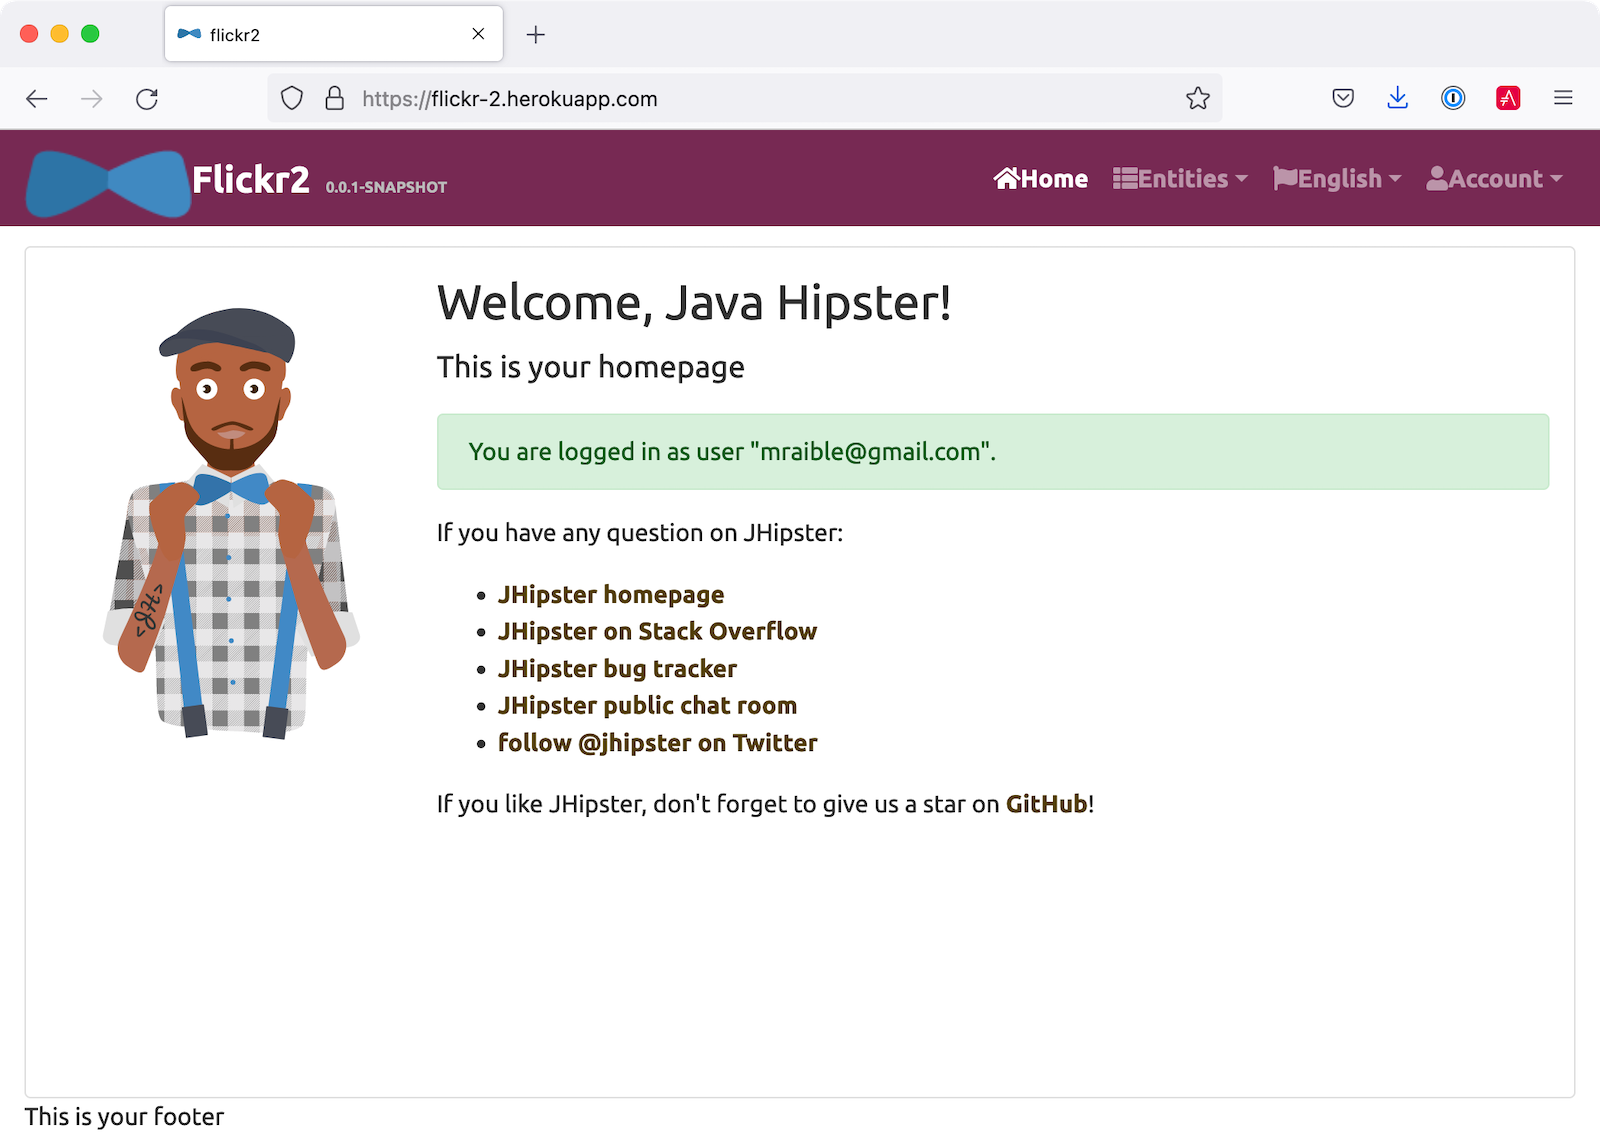 flickr2
https://flickr-2.herokuapp.com
Flickr2 0.0.1-SNAPSHOT
Home Entities English Account
Welcome, Java Hipster!
This is your homepage
You are logged in as user "mraible@gmail.com".
If you have any question on JHipster:
JHipster homepage
JHipster on Stack Overflow
JHipster bug tracker
JHipster public chat room
follow @jhipster on Twitter
<JH>
If you like JHipster, don't forget to give us a star on GitHub!
This is your footer